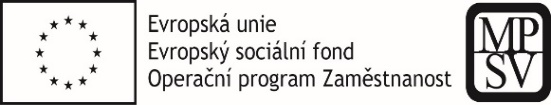 Evropská unie
Evropský sociální fond
Operační program Zaměstnanost
MP
SV